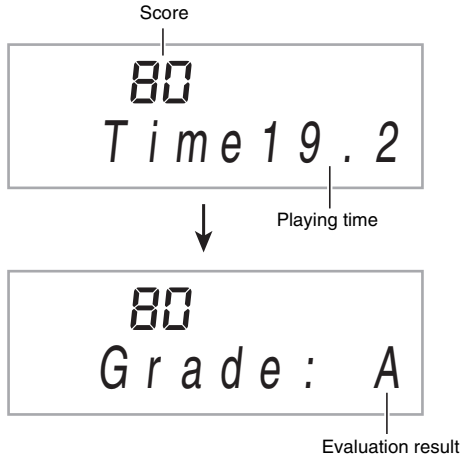 Score
80
Time19.2
Playing time
80
Grade: A
Evaluation result